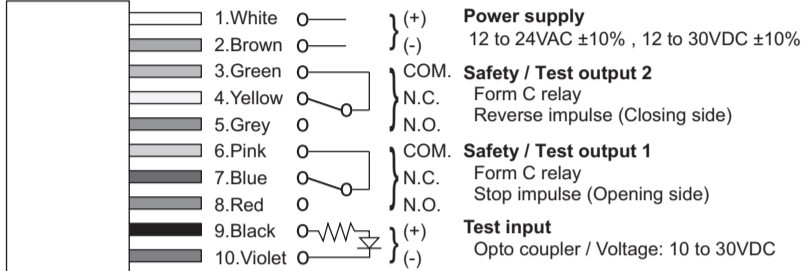 1.White (+) Power supply
2.Brown (-) 12 to 24VAC ±10% , 12 to 30VDC ±10%
3.Green COM. Safety / Test output 2
4.Yellow N.C. Form C relay
5.Grey N.O. Reverse impulse (Closing side)
6.Pink COM. Safety / Test output 1
7.Blue N.C. Form C relay
8.Red N.O. Stop impulse (Opening side)
9.Black (+) Test input
10.Violet (-) Opto coupler / Voltage: 10 to 30VDC